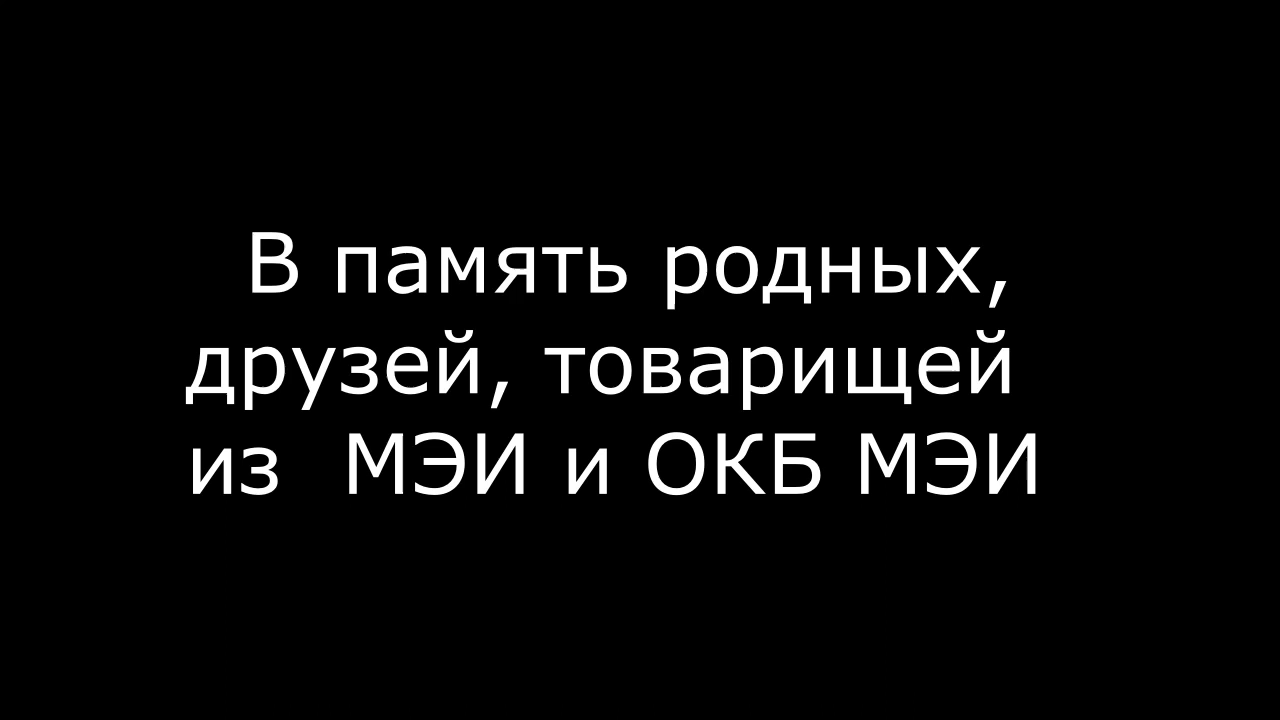 В память родных,
друзей, товарищей
из МЭИ и ОКБ МЭИ